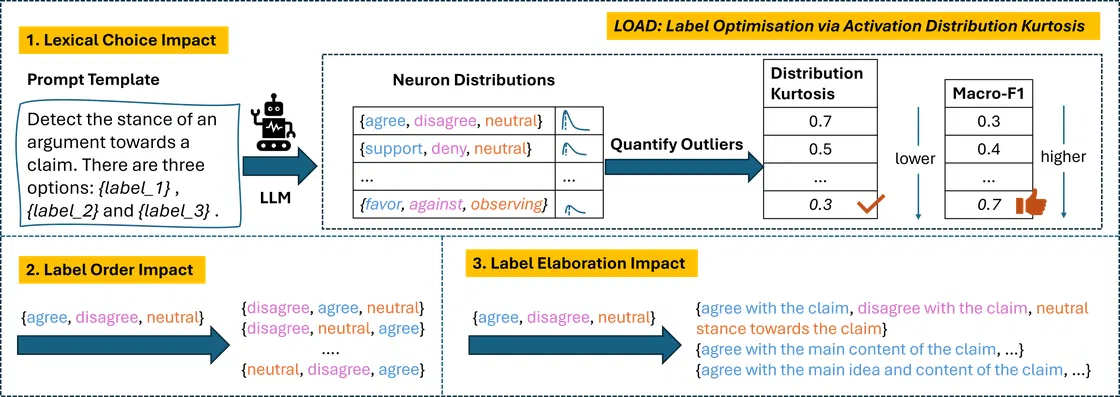 1. Lexical Choice Impact
LOAD: Label Optimisation via Activation Distribution Kurtosis
Prompt Template
Detect the stance of an
argument towards a
claim. There are three
options: {label_1} ,
{label_2} and {label_3} .
LLM
Neuron Distributions
{agree, disagree, neutral}
{support, deny, neutral}
... ...
{favor, against, observing}
Quantify Outliers
Distribution
Kurtosis
0.7
0.5
...
0.3
lower
Macro-F1
0.3
0.4
...
0.7
higher
2. Label Order Impact
{agree, disagree, neutral}
{disagree, agree, neutral}
{disagree, neutral, agree}
....
{neutral, disagree, agree}
3. Label Elaboration Impact
{agree, disagree, neutral}
{agree with the claim, disagree with the claim, neutral
stance towards the claim}
{agree with the main content of the claim, ...}
{agree with the main idea and content of the claim, ...}